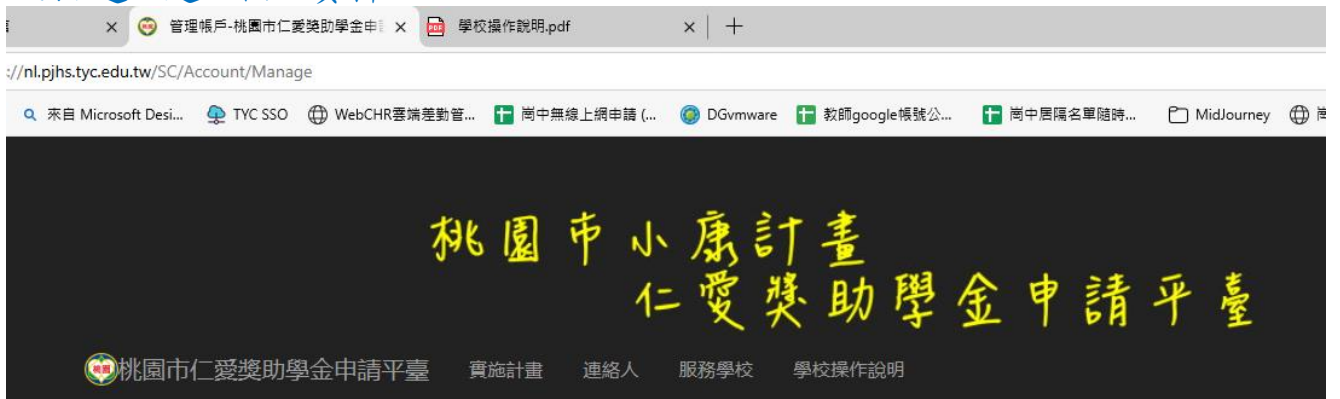 管理帳戶-桃園市仁愛獎助學金申
學校操作說明.pdf
://nl.pjhs.tyc.edu.tw/SC/Account/Manage
來自 Microsoft Desi... TYC SSO WebCHR雲端差勤管... 崗中無線上網申請 (... DGvmware 教師google帳號公... 崗中居隔名單隨時... MidJourney
桃園市小康計畫
仁愛獎助學金申請平臺
桃園 桃園市仁愛獎助學金申請平臺 實施計畫 連絡人 服務學校 學校操作說明